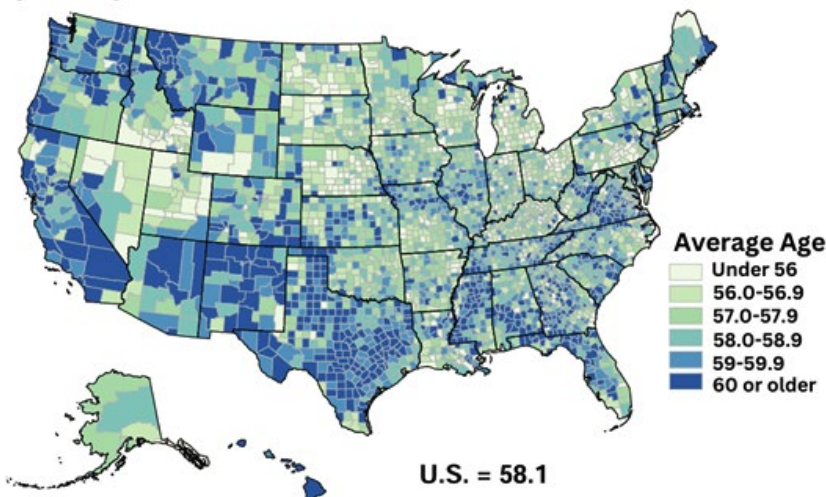 Average Age
Under 56
56.0-56.9
57.0-57.9
58.0-58.9
59-59.9
60 or older
U.S. = 58.1